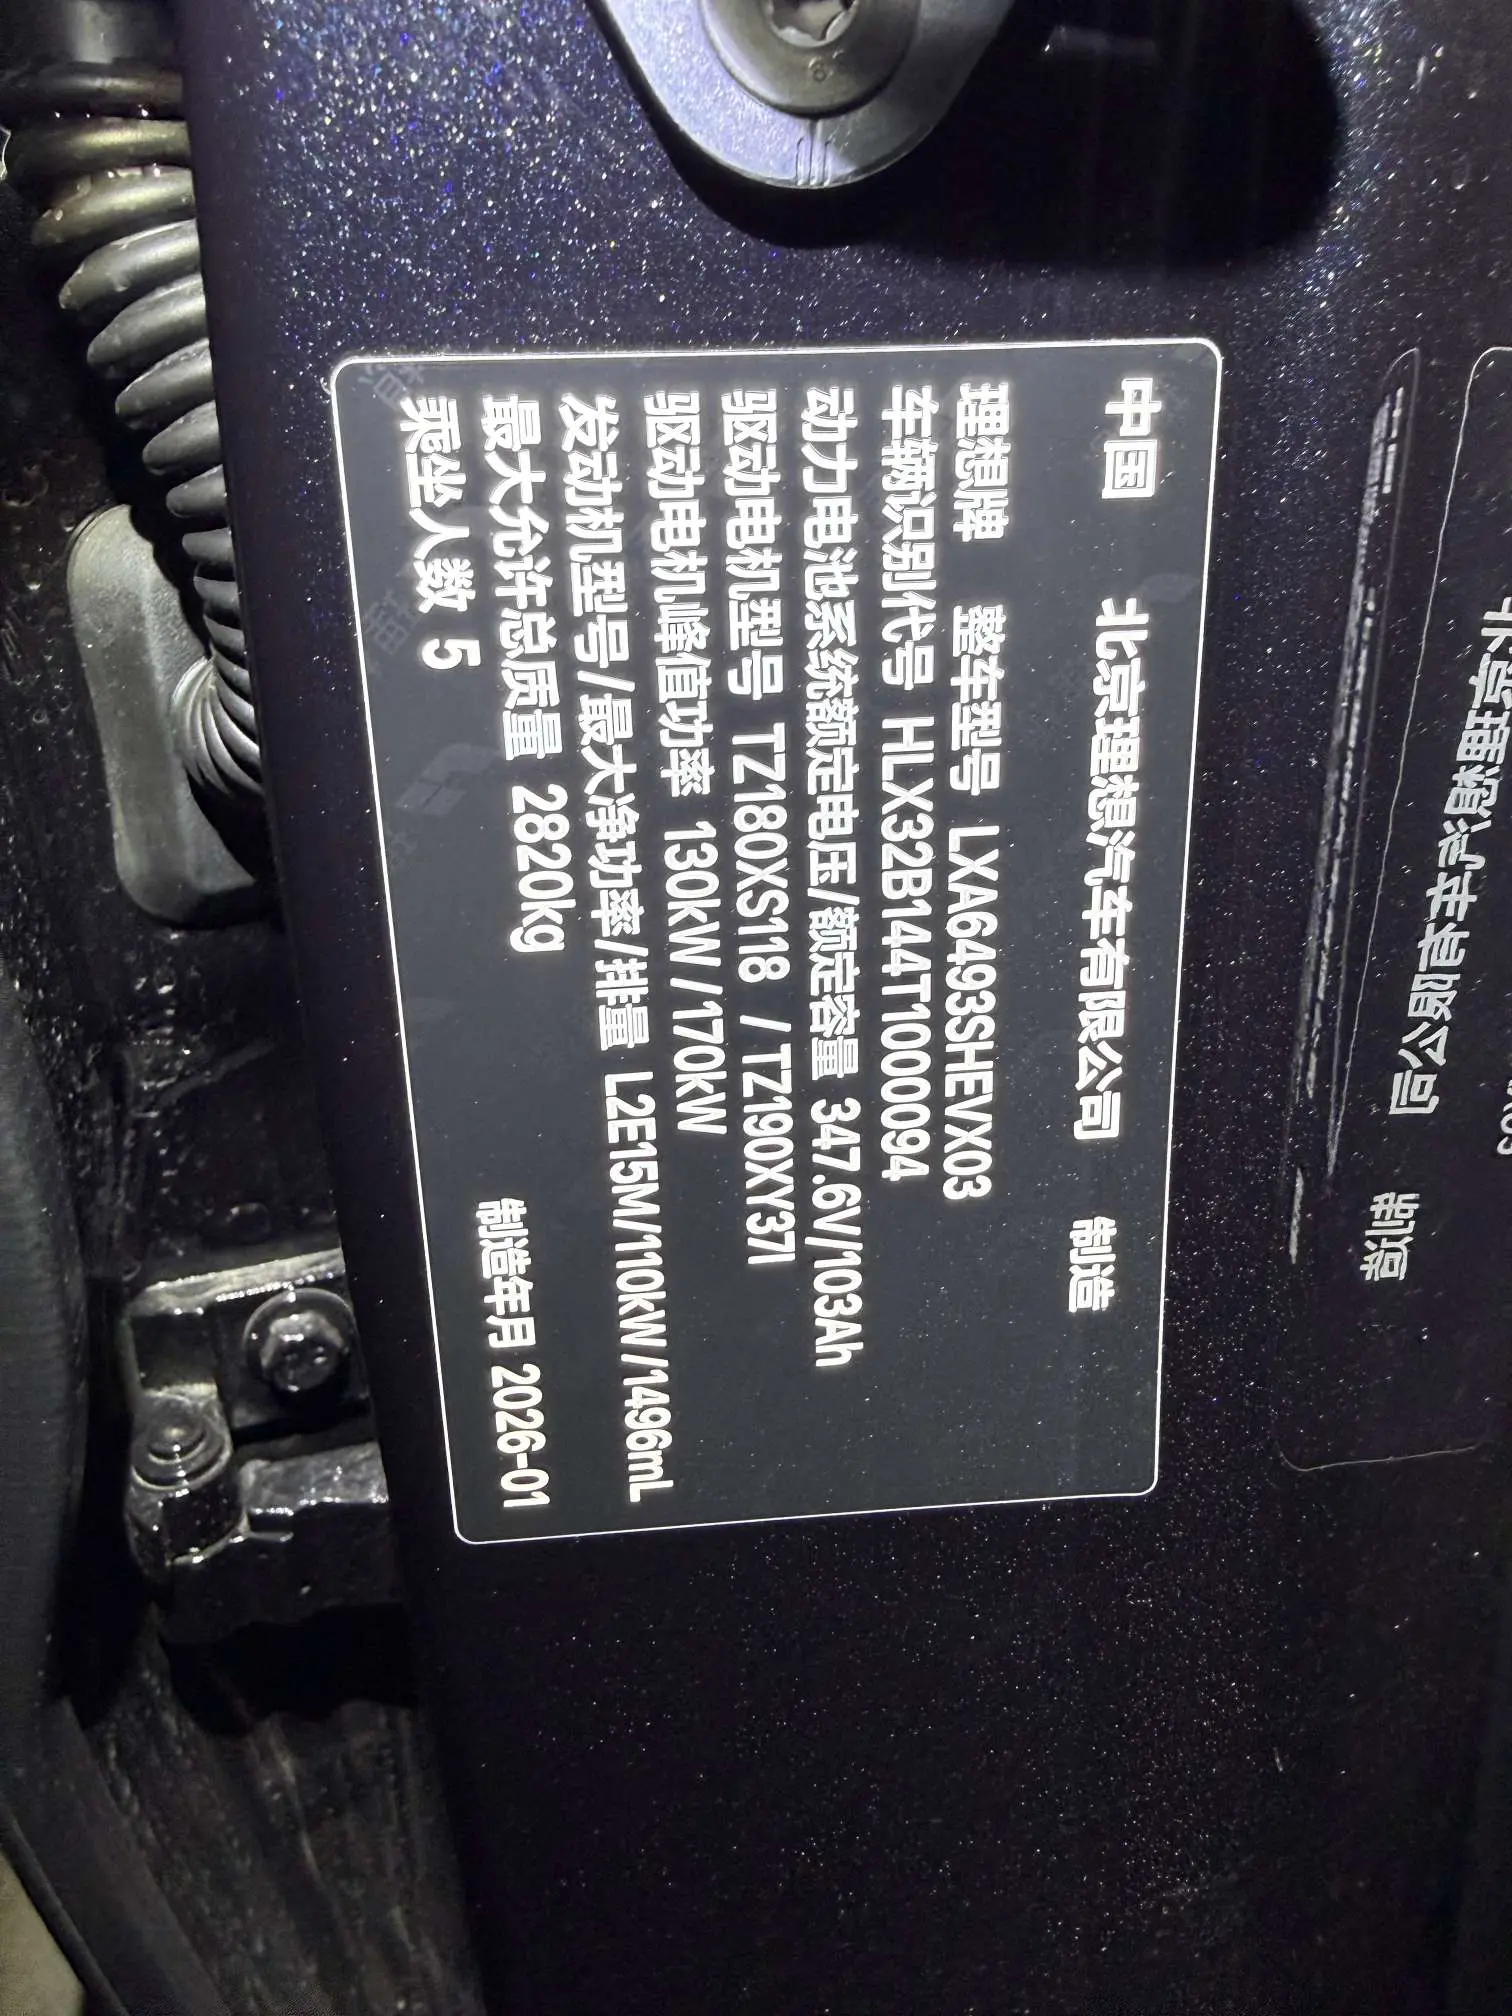 中国 北京理想汽车有限公司 制造
理想牌 整车型号 LXA6493SHEVX03
车辆识别代号 HLX32B144T1000094
动力电池系统额定电压/额定容量 347.6V/103Ah
驱动电机型号 TZ180XS118 /TZ190XY37I
驱动电机峰值功率 130kW/170kW
发动机型号/最大净功率/排量 L2E15M/110kW/1496mL
最大允许总质量 2820kg 制造年月 2026-01
乘坐人数 5